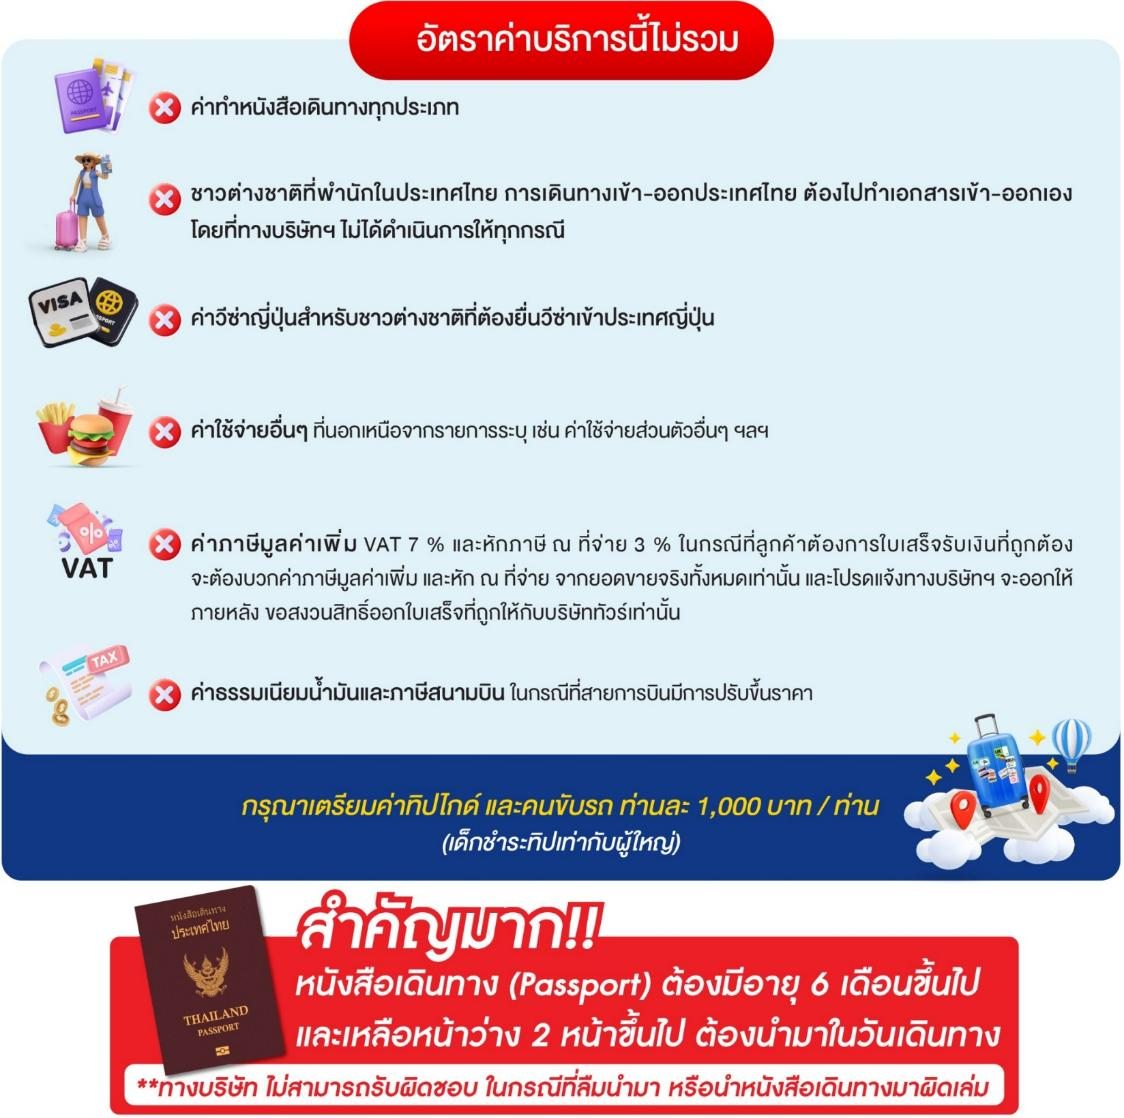 อัตราค่าบริการนี้ไม่รวม
PASSPORT
ค่าทำหนังสือเดินทางทุกประเภท
ชาวต่างชาติที่พำนักในประเทศไทย การเดินทางเข้า-ออกประเทศไทย ต้องไปทำเอกสารเข้า-ออกเอง
โดยที่ทางบริษัทฯ ไม่ได้ดำเนินการให้ทุกกรณี
VISA
ค่าวีซ่าญี่ปุ่นสำหรับชาวต่างชาติที่ต้องยื่นวีซ่าเข้าประเทศญี่ปุ่น
ค่าใช้จ่ายอื่นๆ ที่นอกเหนือจากรายการระบุ เช่น ค่าใช้จ่ายส่วนตัวอื่นๆ ฯลฯ
%
VAT
ค่าภาษีมูลค่าเพิ่ม VAT 7 % และหักภาษี ณ ที่จ่าย 3 % ในกรณีที่ลูกค้าต้องการใบเสร็จรับเงินที่ถูกต้อง
จะต้องบวกค่าภาษีมูลค่าเพิ่ม และหัก ณ ที่จ่าย จากยอดขายจริงทั้งหมดเท่านั้น และโปรดแจ้งทางบริษัทฯ จะออกให้
ภายหลัง ขอสงวนสิทธิ์ออกใบเสร็จที่ถูกให้กับบริษัททัวร์เท่านั้น
TAX
ค่าธรรมเนียมน้ำมันและภาษีสนามบิน ในกรณีที่สายการบินมีการปรับขึ้นราคา
กรุณาเตรียมค่าทิปไกด์ และคนขับรถ ท่านละ 1,000 บาท / ท่าน
(เด็กชำระทิปเท่ากับผู้ใหญ่)
หนังสือเดินทาง
ประเทศไทย
THAILAND
PASSPORT
สำคัญมาก!!
หนังสือเดินทาง (Passport) ต้องมีอายุ 6 เดือนขึ้นไป
และเหลือหน้าว่าง 2 หน้าขึ้นไป ต้องนำมาในวันเดินทาง
**ทางบริษัท ไม่สามารถรับผิดชอบ ในกรณีที่ลืมนำมา หรือนำหนังสือเดินทางมาผิดเล่ม